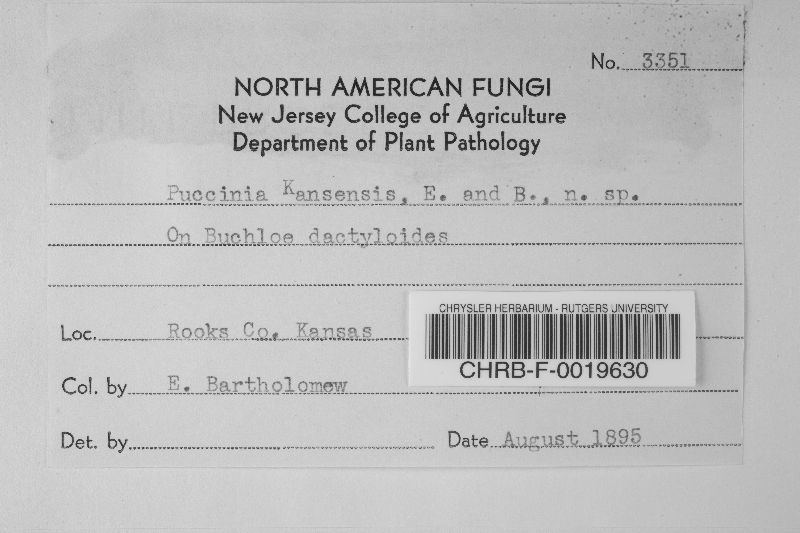 No. 3351
NORTH AMERICAN FUNGI
New Jersey College of Agriculture
Department of Plant Pathology
Puccinia Kansensis, E. and B., n. sp.
On Buchloe dactyloides
CHRYSLER HERBARIUM - RUTGERS UNIVERSITY
CHRB-F-0019630
Loc. Rooks Co. Kansas
Col. by E. Bartholomew
Det. by
Date August 1895